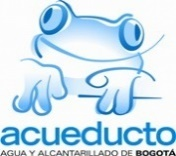 acueducto
AGUA Y ALCANTARILLADO DE BOGOTÁ